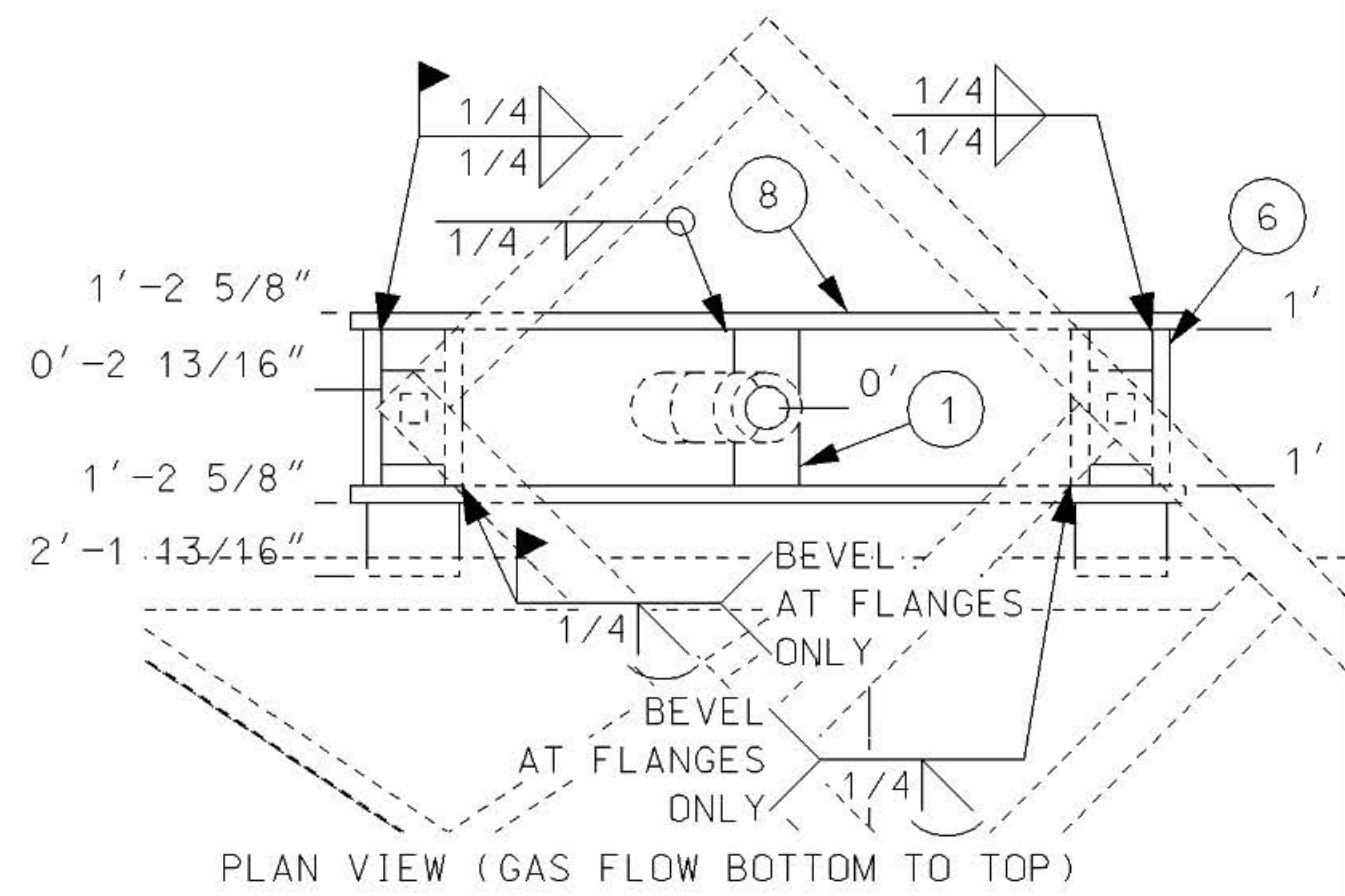 1/4
1/4
1/4
1/4
8
6
1/4
1'-2 5/8"
1'
0'-2 13/16"
0'
1
1'-2 5/8"
1'
2'-1 13/16"
BEVEL
AT FLANGES
ONLY
1/4
BEVEL
AT FLANGES
ONLY
1/4
PLAN VIEW (GAS FLOW BOTTOM TO TOP)